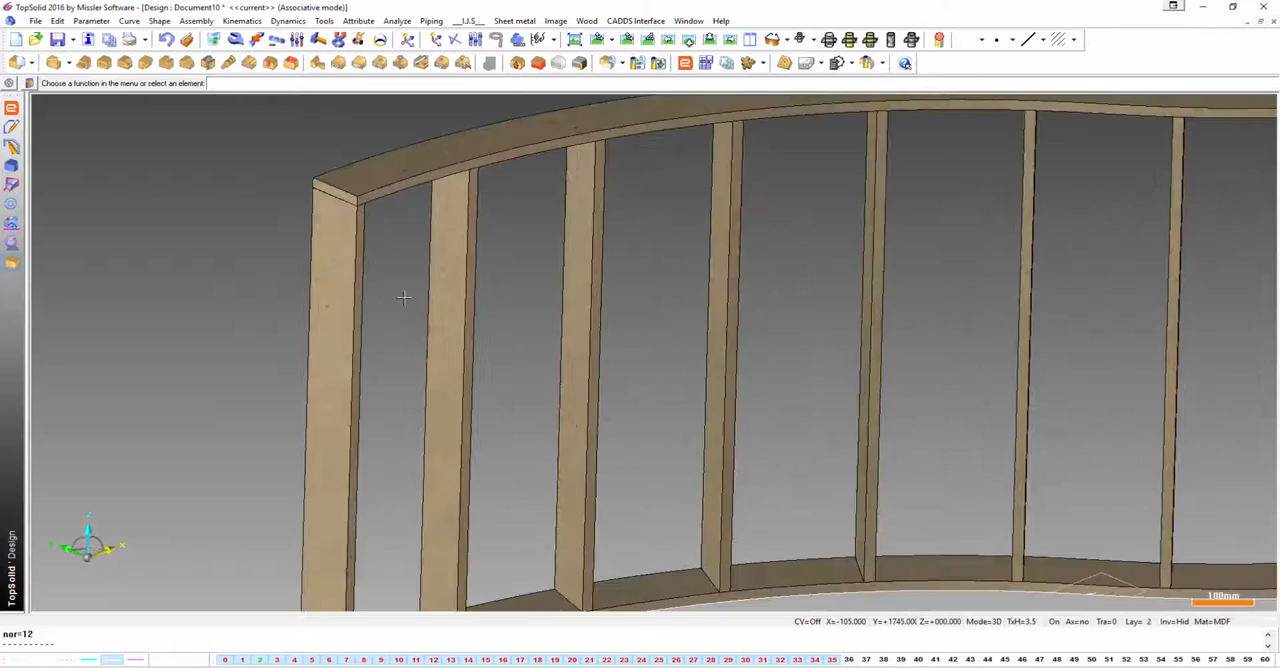 TopSolid 2016 by Missler Software - [Design : Document10 * <<current>> (Associative mode)]
File Edit Parameter Curve Shape Assembly Kinematics Dynamics Tools Attribute Analyze Piping __I.J.S__ Sheet metal Image Wood CADDS Interface Window Help
Choose a function in the menu or select an element:
TopSolid ' Design
100mm
CV=Off X=-105.000 Y=+1745.00( Z=+000.000 Mode=3D TxH=3.5 On Ax=no Tra=0 Lay= 2 Inv=Hid Mat=MDF
nor=12
0 1 2 3 4 5 6 7 8 9 10 11 12 13 14 15 16 17 18 19 20 21 22 23 24 25 26 27 28 29 30 31 32 33 34 35 36 37 38 39 40 41 42 43 44 45 46 47 48 49 50 51 52 53 54 55 56 57 58 59 60